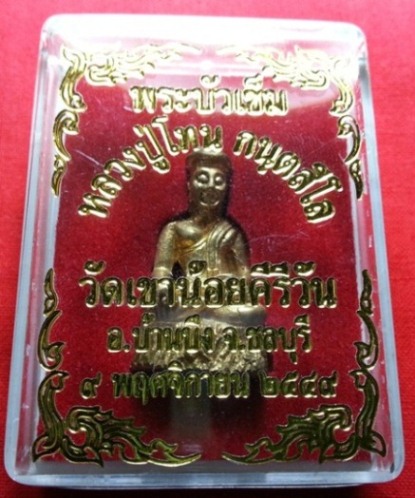 พระบัวเข็ม
หลวงปู่โทน กนฺตสีโล
วัดเขาน้อยคีรีวัน
อ.บ้านบึง จ.ชลบุรี
๙ พฤศจิกายน ๒๕๔๙